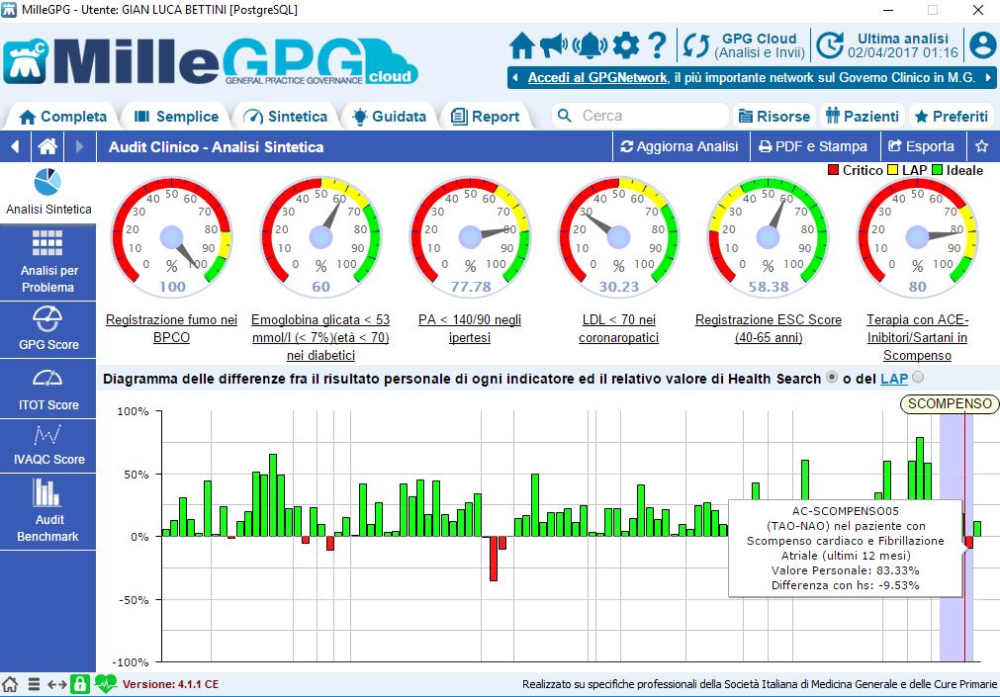 MilleGPG - Utente: GIAN LUCA BETTINI [PostgreSQL]
C
MilleGPG
GENERAL PRACTICE GOVERNANCE
cloud
?
GPG Cloud
(Analisi e Invii)
Ultima analisi
02/04/2017 01:16
Accedi al GPGNetwork, il più importante network sul Governo Clinico in M.G.
Completa
Semplice
Sintetica
Guidata
Report
Cerca
Risorse
Pazienti
Preferiti
Audit Clinico - Analisi Sintetica
Aggiorna Analisi
PDF e Stampa
Esporta
Analisi Sintetica
Analisi per
Problema
GPG Score
ITOT Score
IVAQC Score
Audit
Benchmark
Critico LAP Ideale
0 10 20 30 40 50 60 70 80 90 100
%
100
Registrazione fumo nei
BPCO
0 10 20 30 40 50 60 70 80 90 100
%
60
Emoglobina glicata < 53
mmol/l (< 7%)(età < 70)
nei diabetici
0 10 20 30 40 50 60 70 80 90 100
%
77.78
PA < 140/90 negli
ipertesi
0 10 20 30 40 50 60 70 80 90 100
%
30.23
LDL < 70 nei
coronaropatici
0 10 20 30 40 50 60 70 80 90 100
%
58.38
Registrazione ESC Score
(40-65 anni)
0 10 20 30 40 50 60 70 80 90 100
%
80
Terapia con ACE-
Inibitori/Sartani in
Scompenso
Diagramma delle differenze fra il risultato personale di ogni indicatore ed il relativo valore di Health Search o del LAP
SCOMPENSO
100%
50%
0%
-50%
-100%
AC-SCOMPENSO05
(TAO-NAO) nel paziente con
Scompenso cardiaco e Fibrillazione
Atriale (ultimi 12 mesi)
Valore Personale: 83.33%
Differenza con hs: -9.53%
Versione: 4.1.1 CE
Realizzato su specifiche professionali della Società Italiana di Medicina Generale e delle Cure Primarie